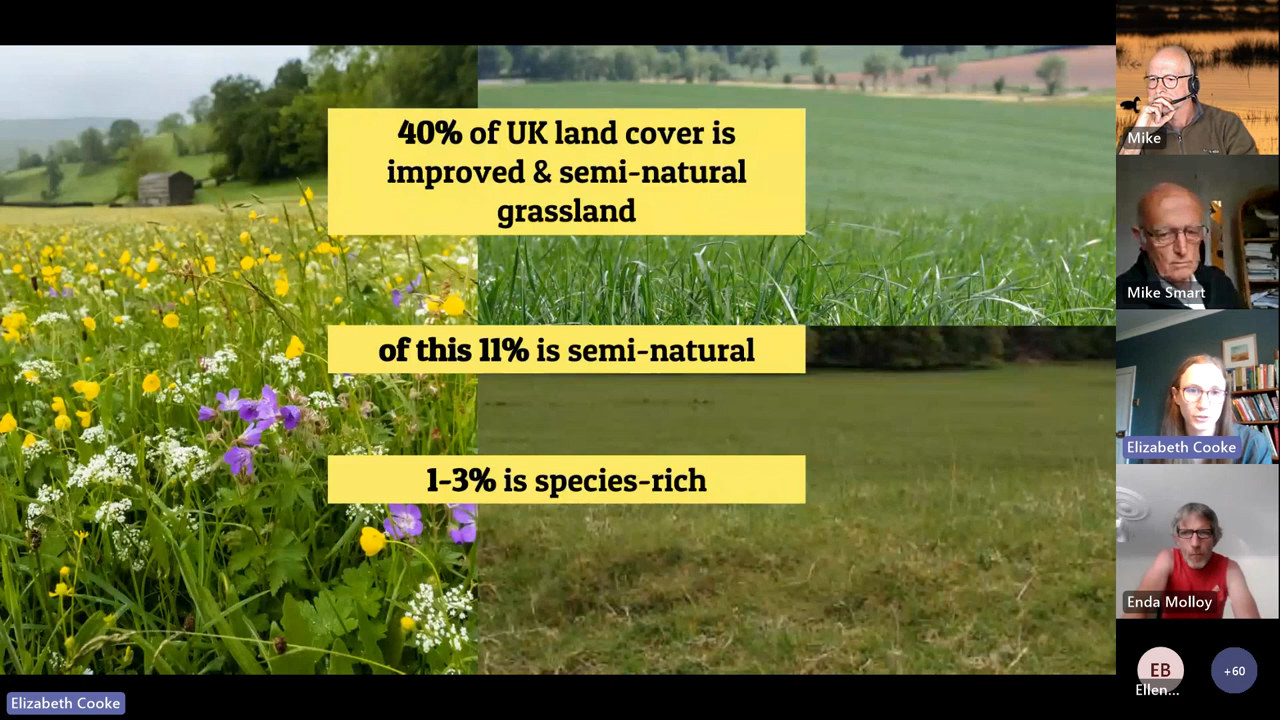 40% of UK land cover is
improved & semi-natural
grassland
of this 11% is semi-natural
1-3% is species-rich
Mike
Mike Smart
Elizabeth Cooke
Enda Molloy
EB
Ellen...
+60
Elizabeth Cooke